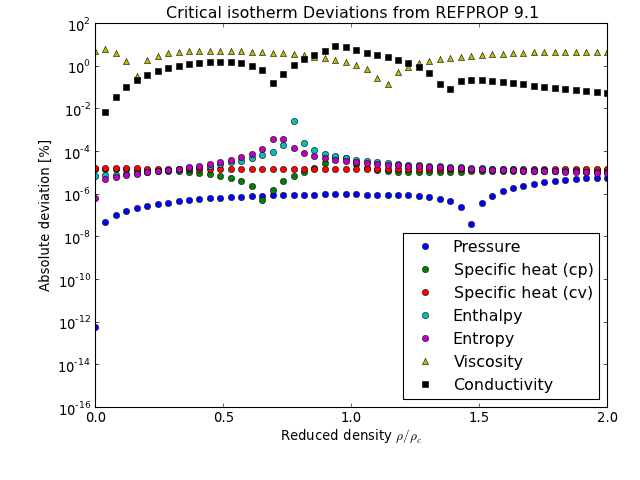 Critical isotherm Deviations from REFPROP 9.1
Absolute deviation [%]
10^2
10^0
10^-2
10^-4
10^-6
10^-8
10^-10
10^-12
10^-14
10^-16
Pressure
Specific heat (cp)
Specific heat (cv)
Enthalpy
Entropy
Viscosity
Conductivity
0.0 0.5 1.0 1.5 2.0
Reduced density ρ/ρ_c